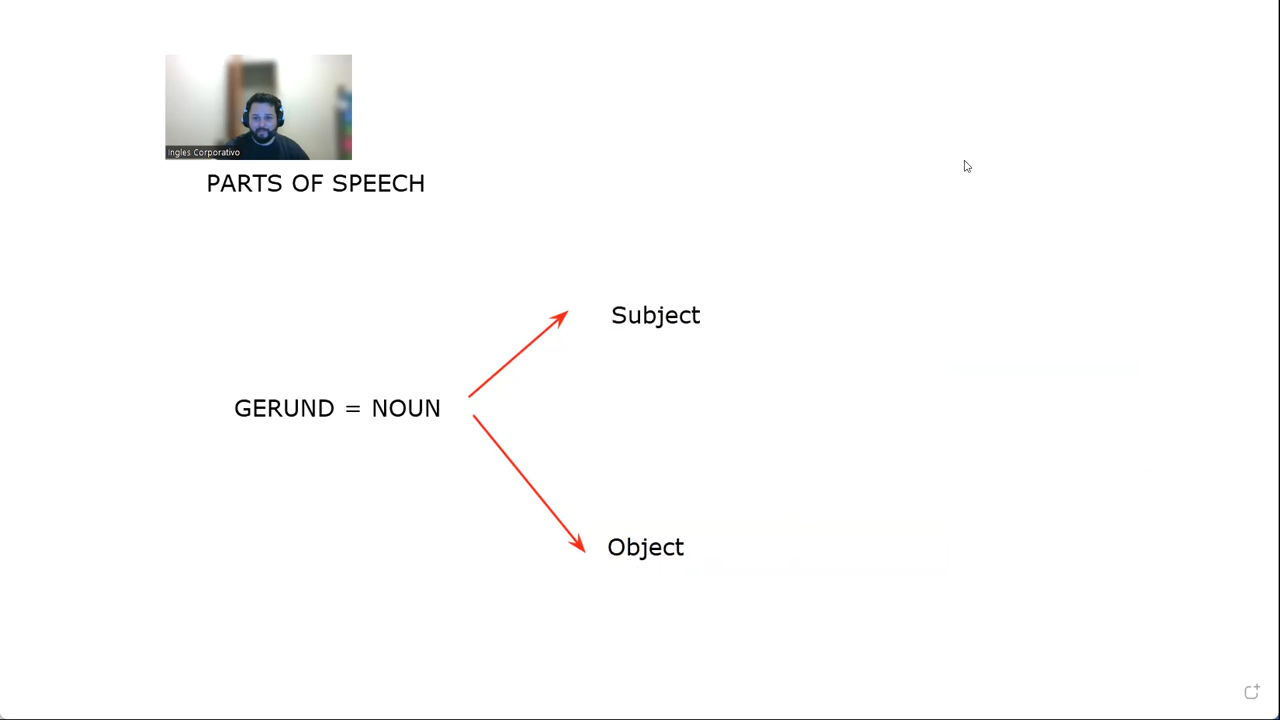 Ingles Corporativo
PARTS OF SPEECH
Subject
GERUND = NOUN
Object